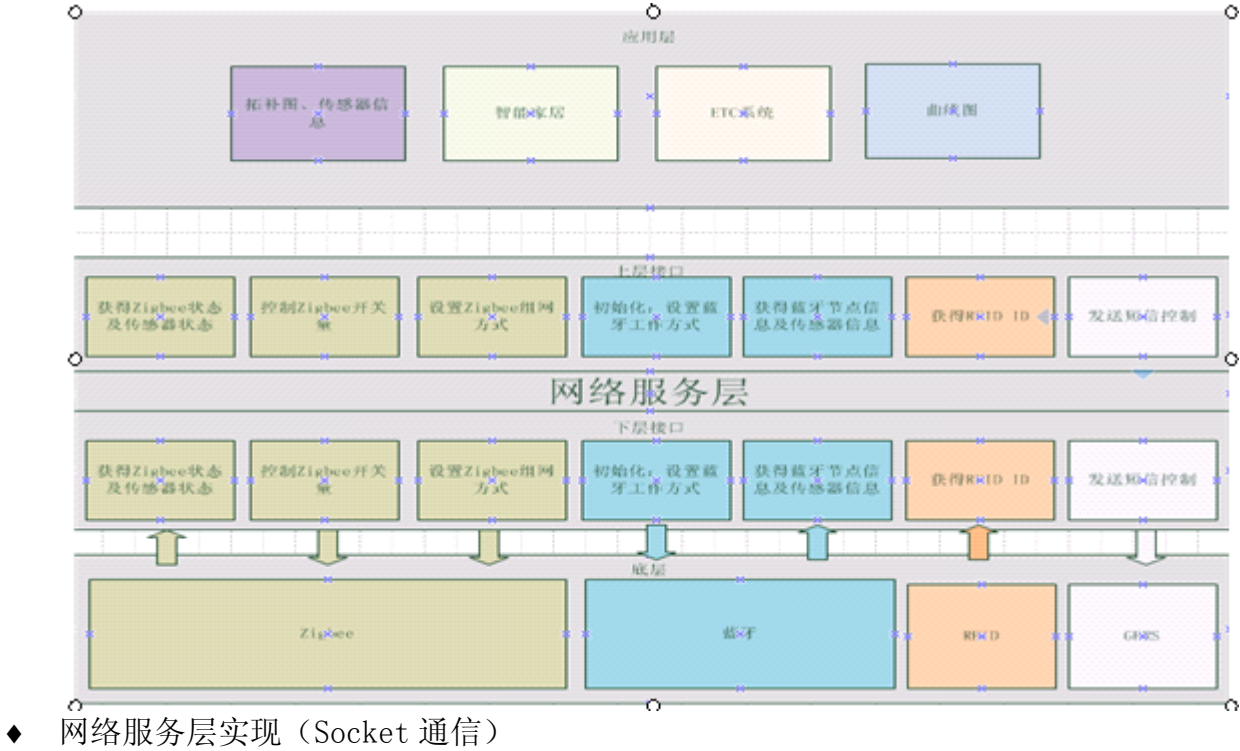 应用层
拓补图、传感器信
息
智能家居
ETC系统
曲线图
上层接口
获得Zigbee状态
及传感器状态
控制Zigbee开关
量
设置Zigbee组网
方式
初始化，设置蓝
牙工作方式
获得蓝牙节点信
息及传感器信息
获得RFID ID
发送短信控制
网络服务层
下层接口
获得Zigbee状态
及传感器状态
控制Zigbee开关
量
设置Zigbee组网
方式
初始化，设置蓝
牙工作方式
获得蓝牙节点信
息及传感器信息
获得RFID ID
发送短信控制
底层
Zigbee
蓝牙
RFID
GPRS
♦ 网络服务层实现（Socket 通信）